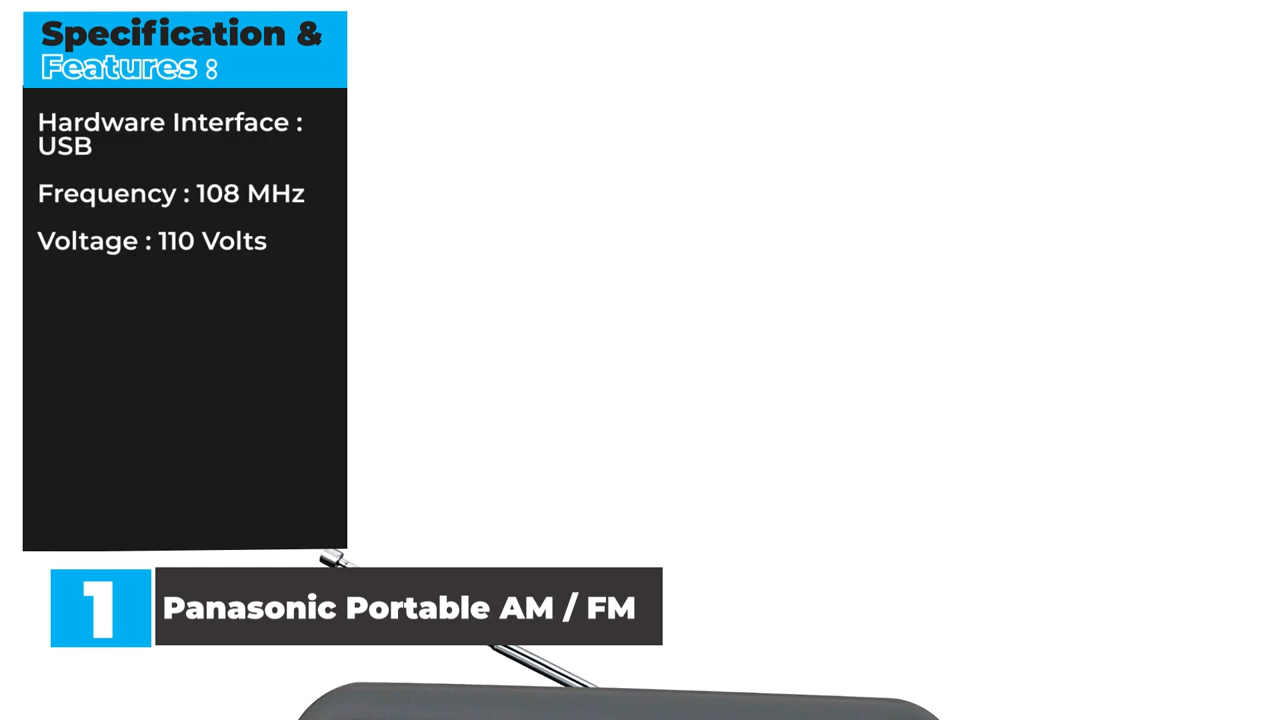 Specification &
Features :
Hardware Interface :
USB
Frequency : 108 MHz
Voltage : 110 Volts
1
Panasonic Portable AM / FM